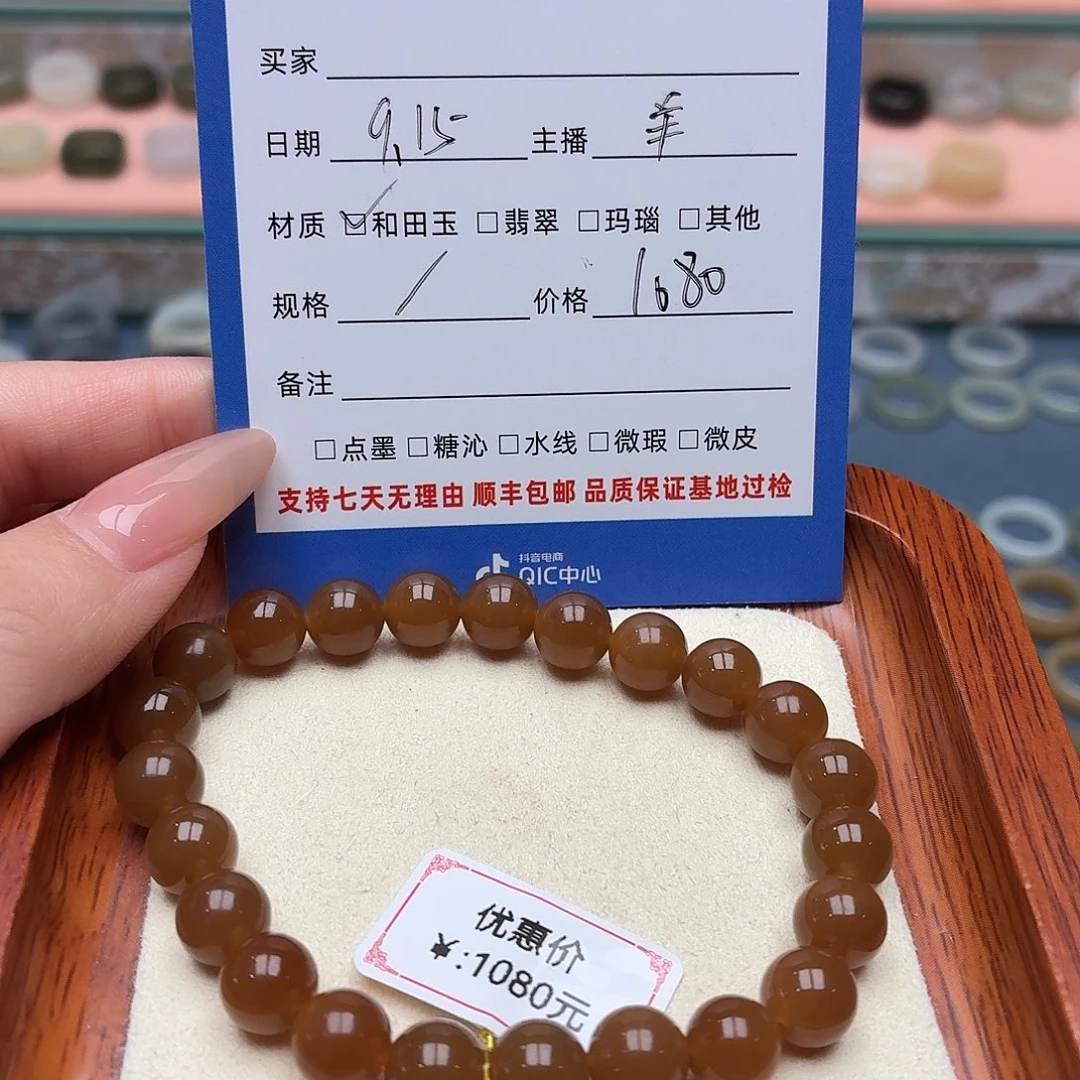 买家
日期 9.15 主播 羊
材质 ☑和田玉 □翡翠 □玛瑙 □其他
规格 / 价格 1080
备注
□点墨 □糖沁 □水线 □微瑕 □微皮
支持七天无理由 顺丰包邮 品质保证基地过检
抖音电商
QIC中心
优惠价
:1080元